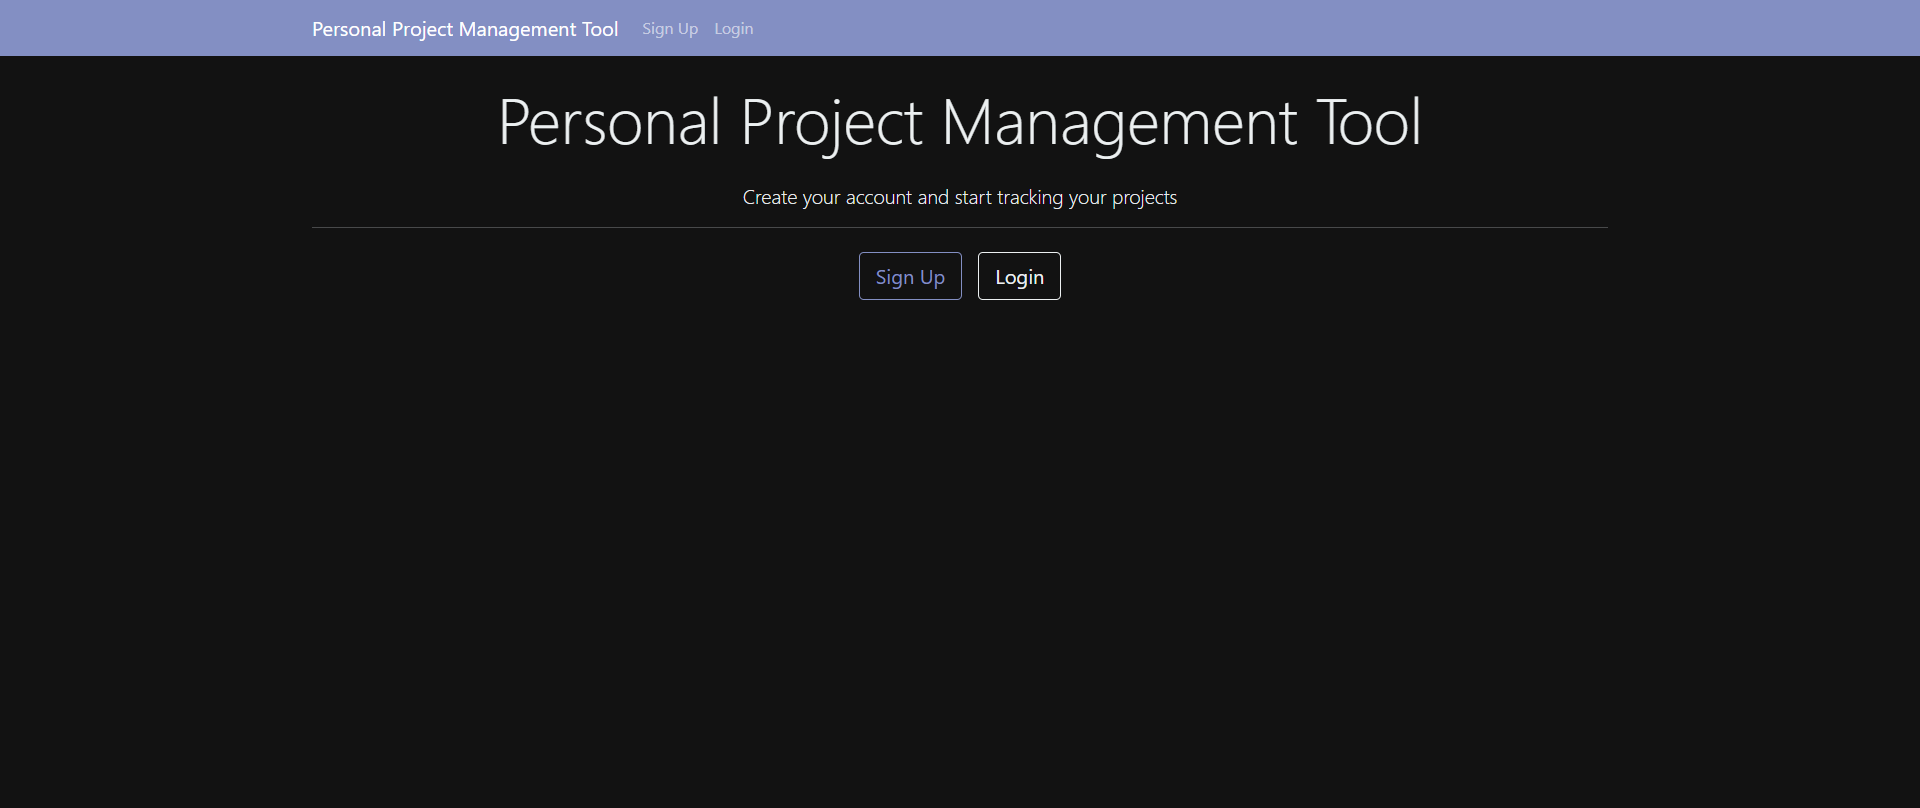 Personal Project Management Tool Sign Up Login
Personal Project Management Tool
Create your account and start tracking your projects
Sign Up Login